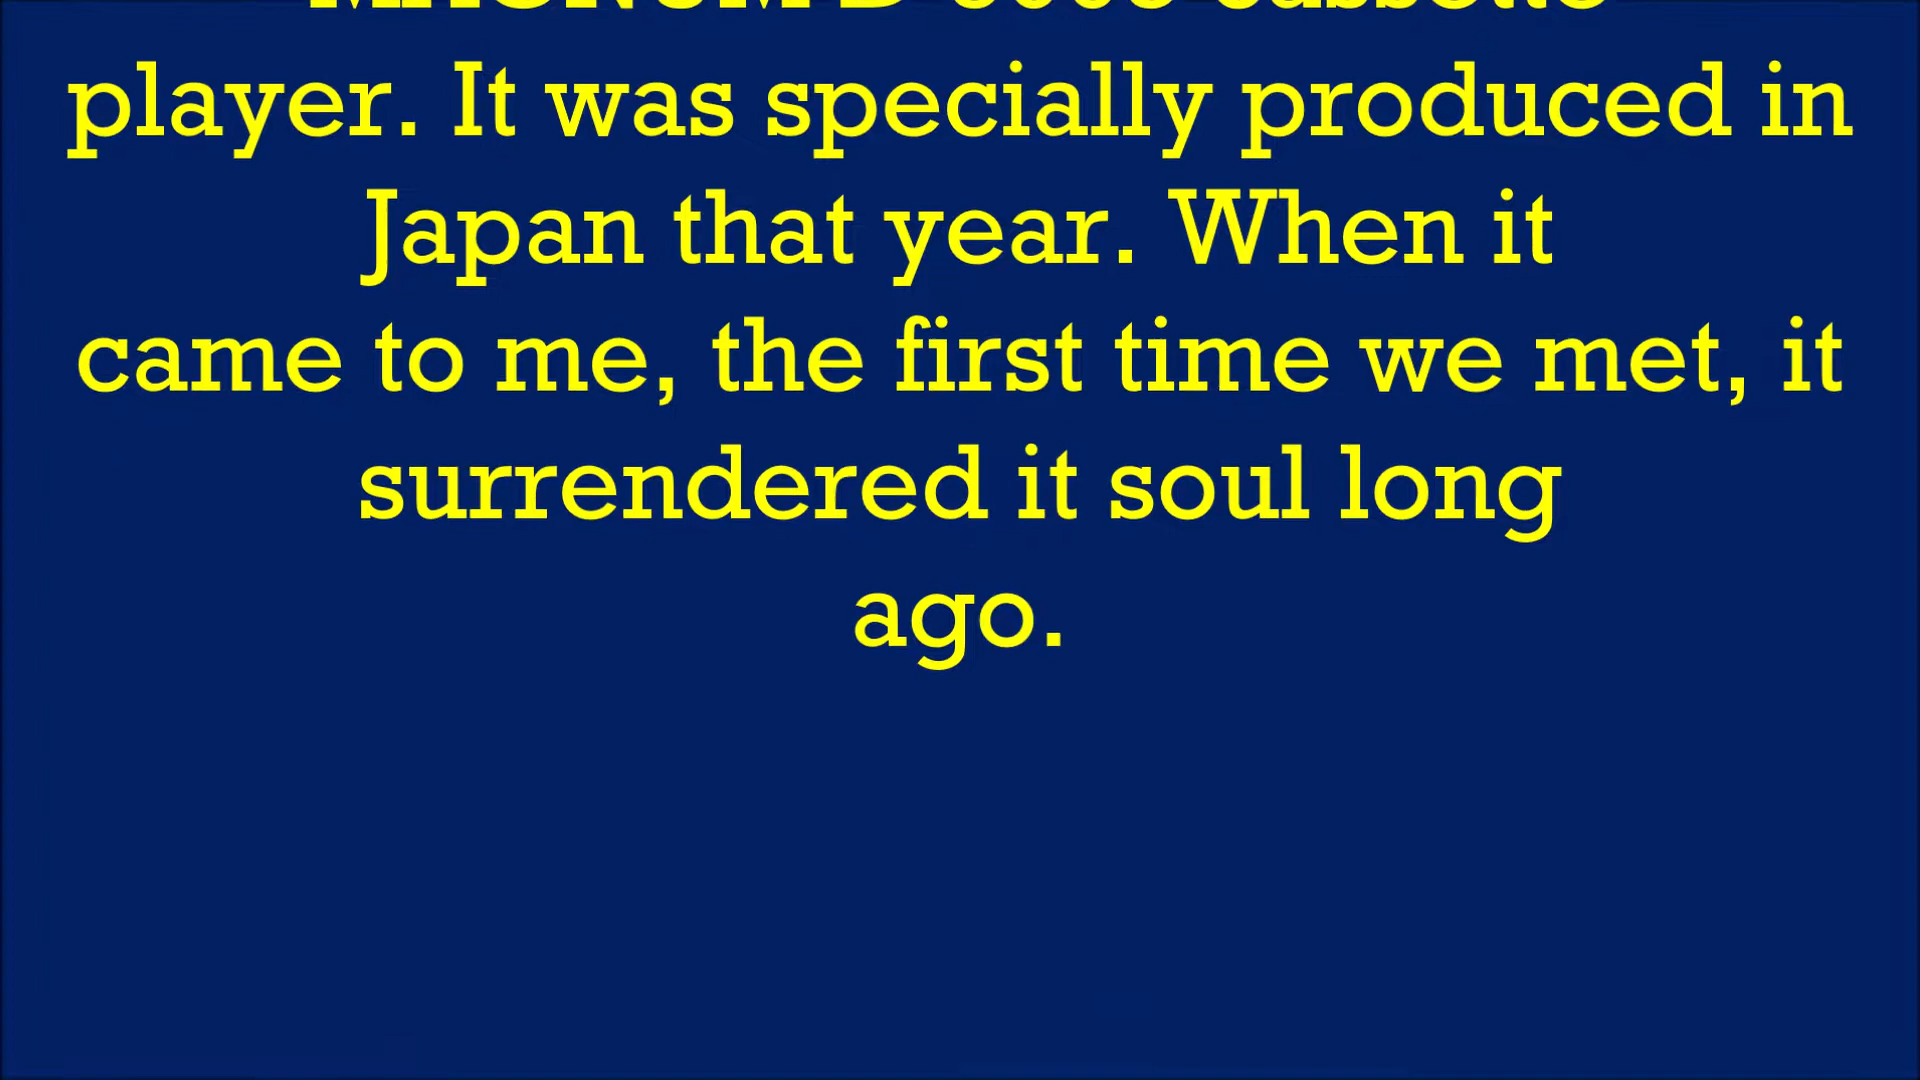 cassette
player. It was specially produced in
Japan that year. When it
came to me, the first time we met, it
surrendered it soul long
ago.